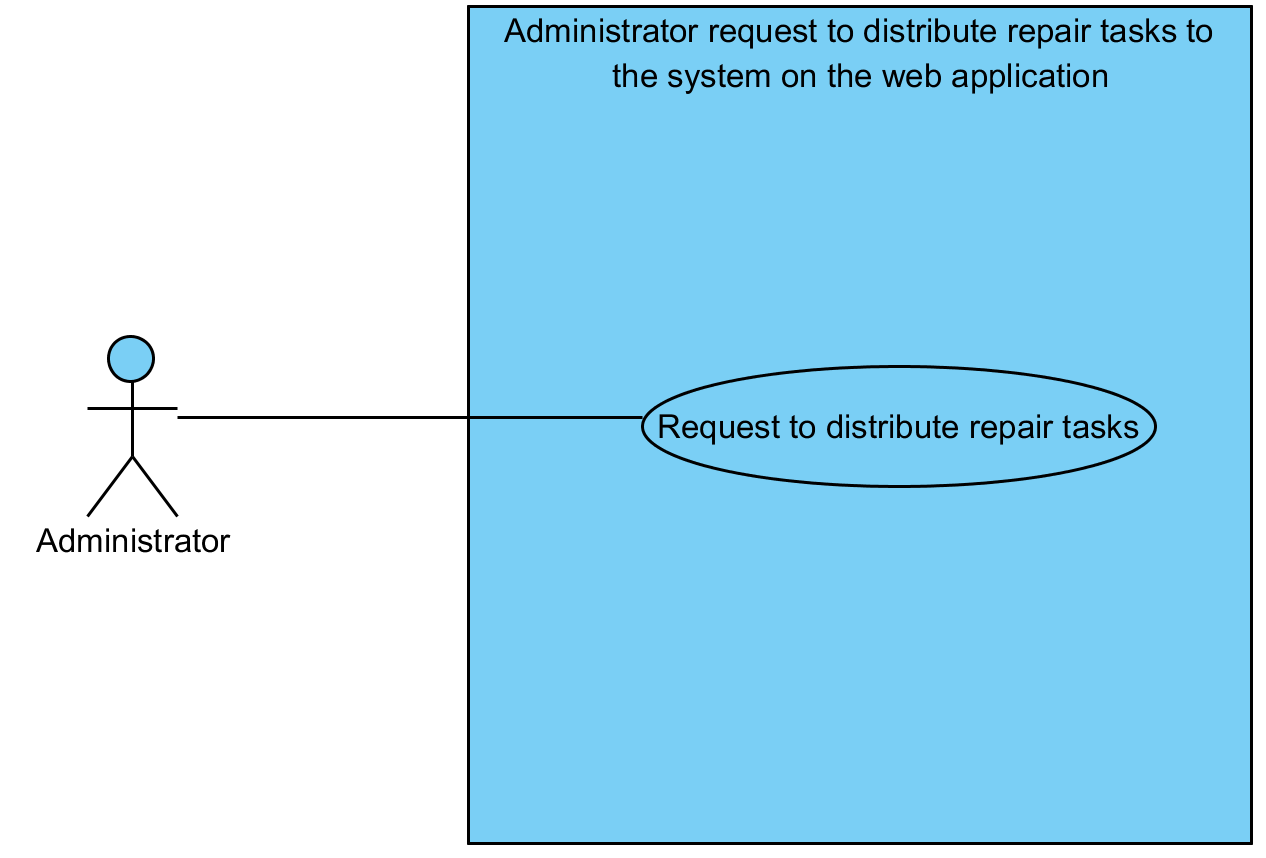 Administrator request to distribute repair tasks to
the system on the web application
Request to distribute repair tasks
Administrator